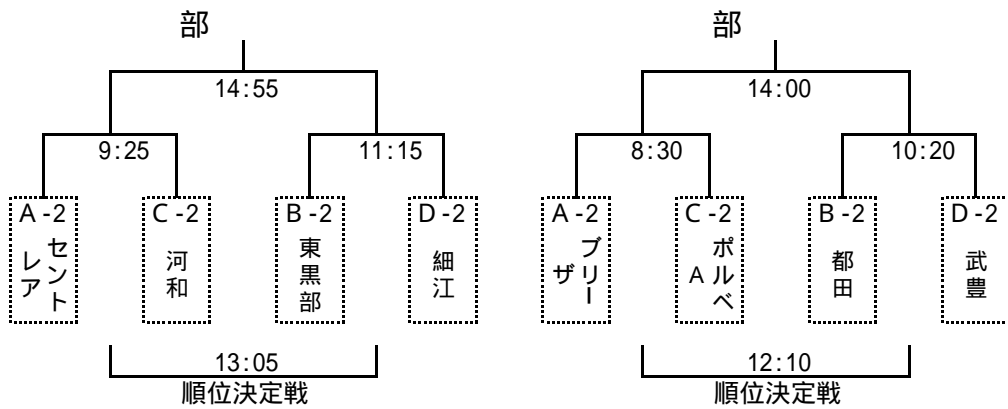 部
14:55
9:25
11:15
A-2
セント
レア
C-2
河和
B-2
東黒部
D-2
細江
13:05
順位決定戦
部
14:00
8:30
10:20
A-2
ブリー
ザ
C-2
ポルベ
A
B-2
都田
D-2
武豊
12:10
順位決定戦